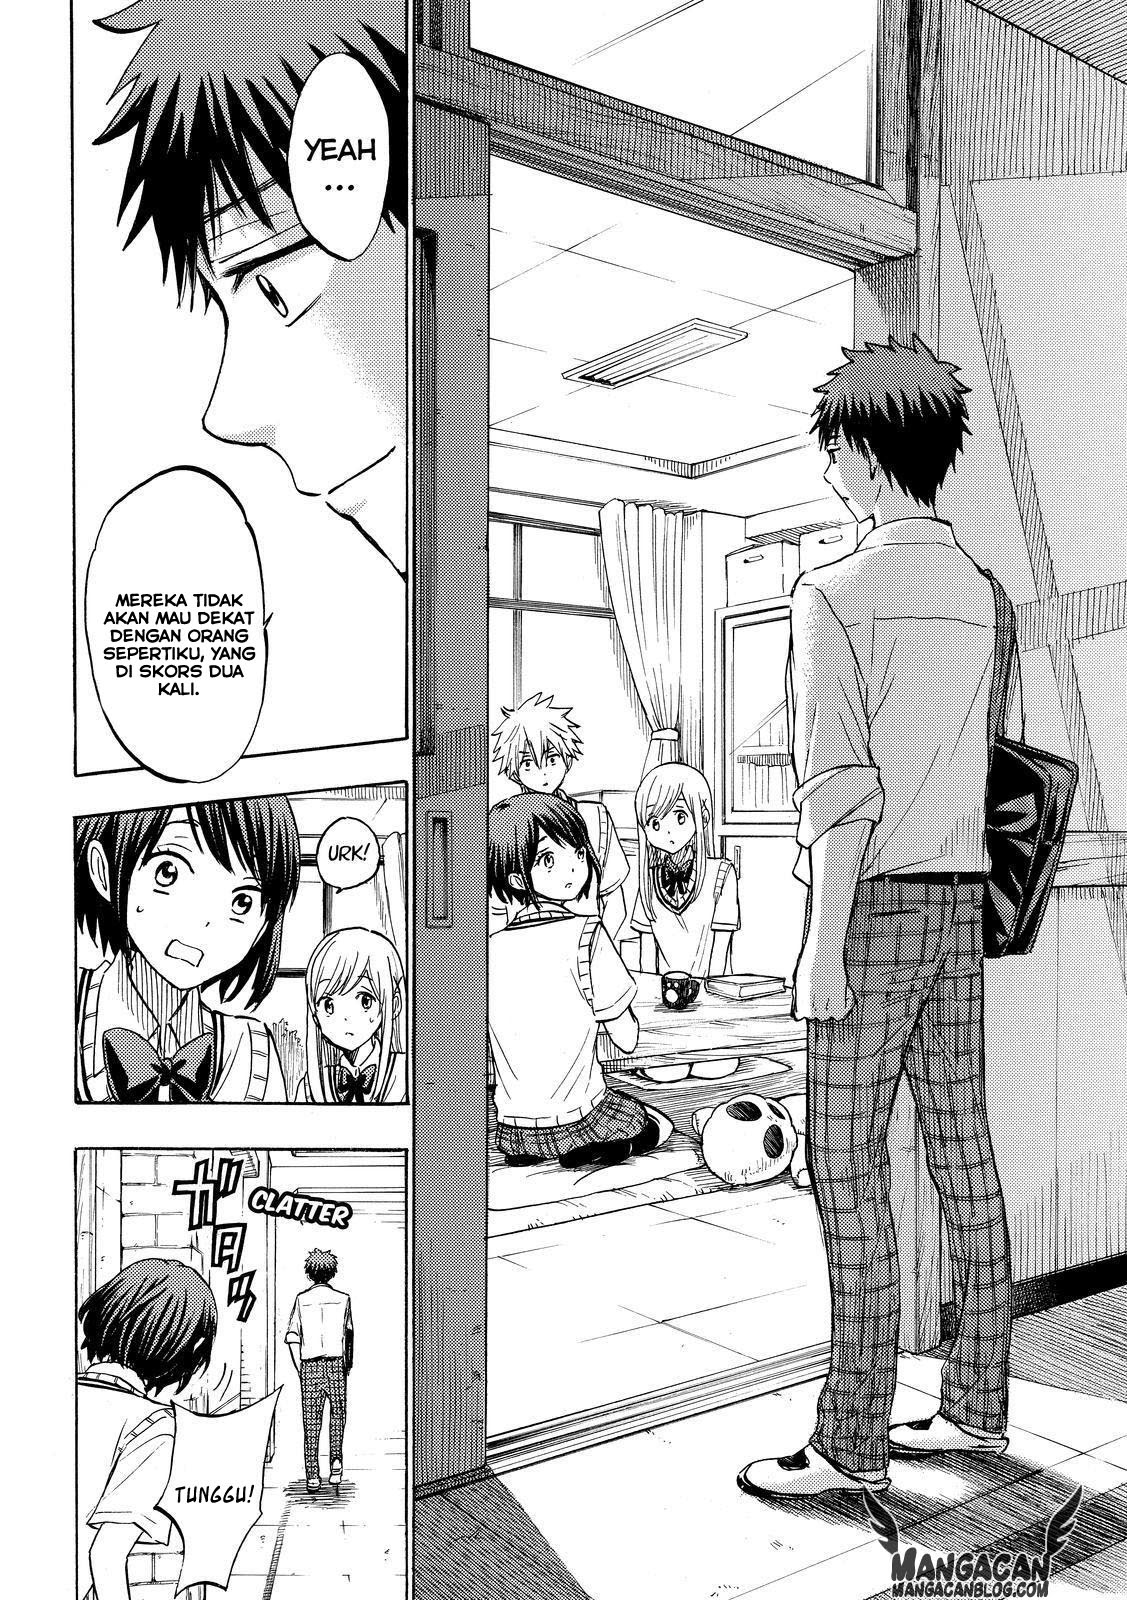 YEAH
...
MEREKA TIDAK
AKAN MAU DEKAT
DENGAN ORANG
SEPERTIKU, YANG
DI SKORS DUA
KALI.
URK!
ガタッ
CLATTER
TUNGGU!
MANGACAN
MANGACANBLOG.COM